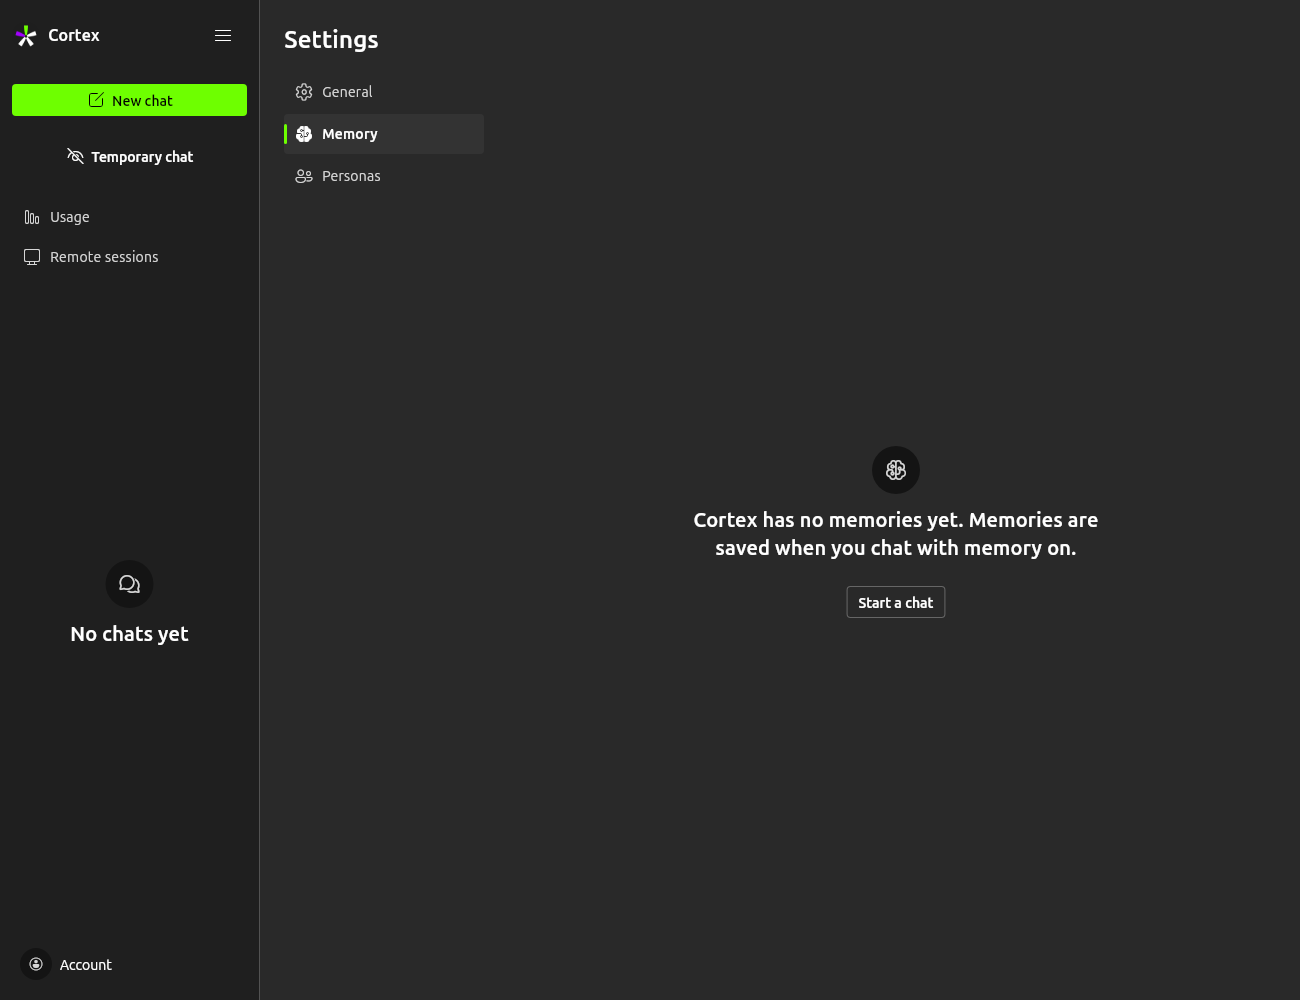 Cortex
New chat
Temporary chat
Usage
Remote sessions
No chats yet
Account
Settings
General
Memory
Personas
Cortex has no memories yet. Memories are
saved when you chat with memory on.
Start a chat